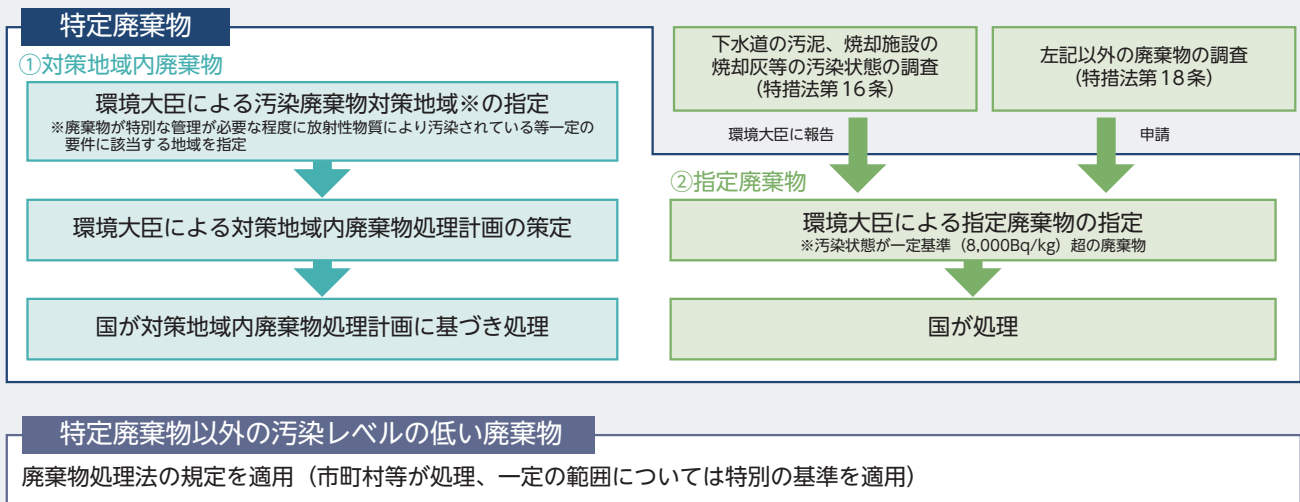 特定廃棄物
①対策地域内廃棄物
環境大臣による汚染廃棄物対策地域※の指定
※廃棄物が特別な管理が必要な程度に放射性物質により汚染されている等一定の
要件に該当する地域を指定
環境大臣による対策地域内廃棄物処理計画の策定
国が対策地域内廃棄物処理計画に基づき処理
下水道の汚泥、焼却施設の
焼却灰等の汚染状態の調査
(特措法第16条)
左記以外の廃棄物の調査
(特措法第18条)
環境大臣に報告
申請
②指定廃棄物
環境大臣による指定廃棄物の指定
※汚染状態が一定基準（8,000Bq/kg）超の廃棄物
国が処理
特定廃棄物以外の汚染レベルの低い廃棄物
廃棄物処理法の規定を適用（市町村等が処理、一定の範囲については特別の基準を適用）